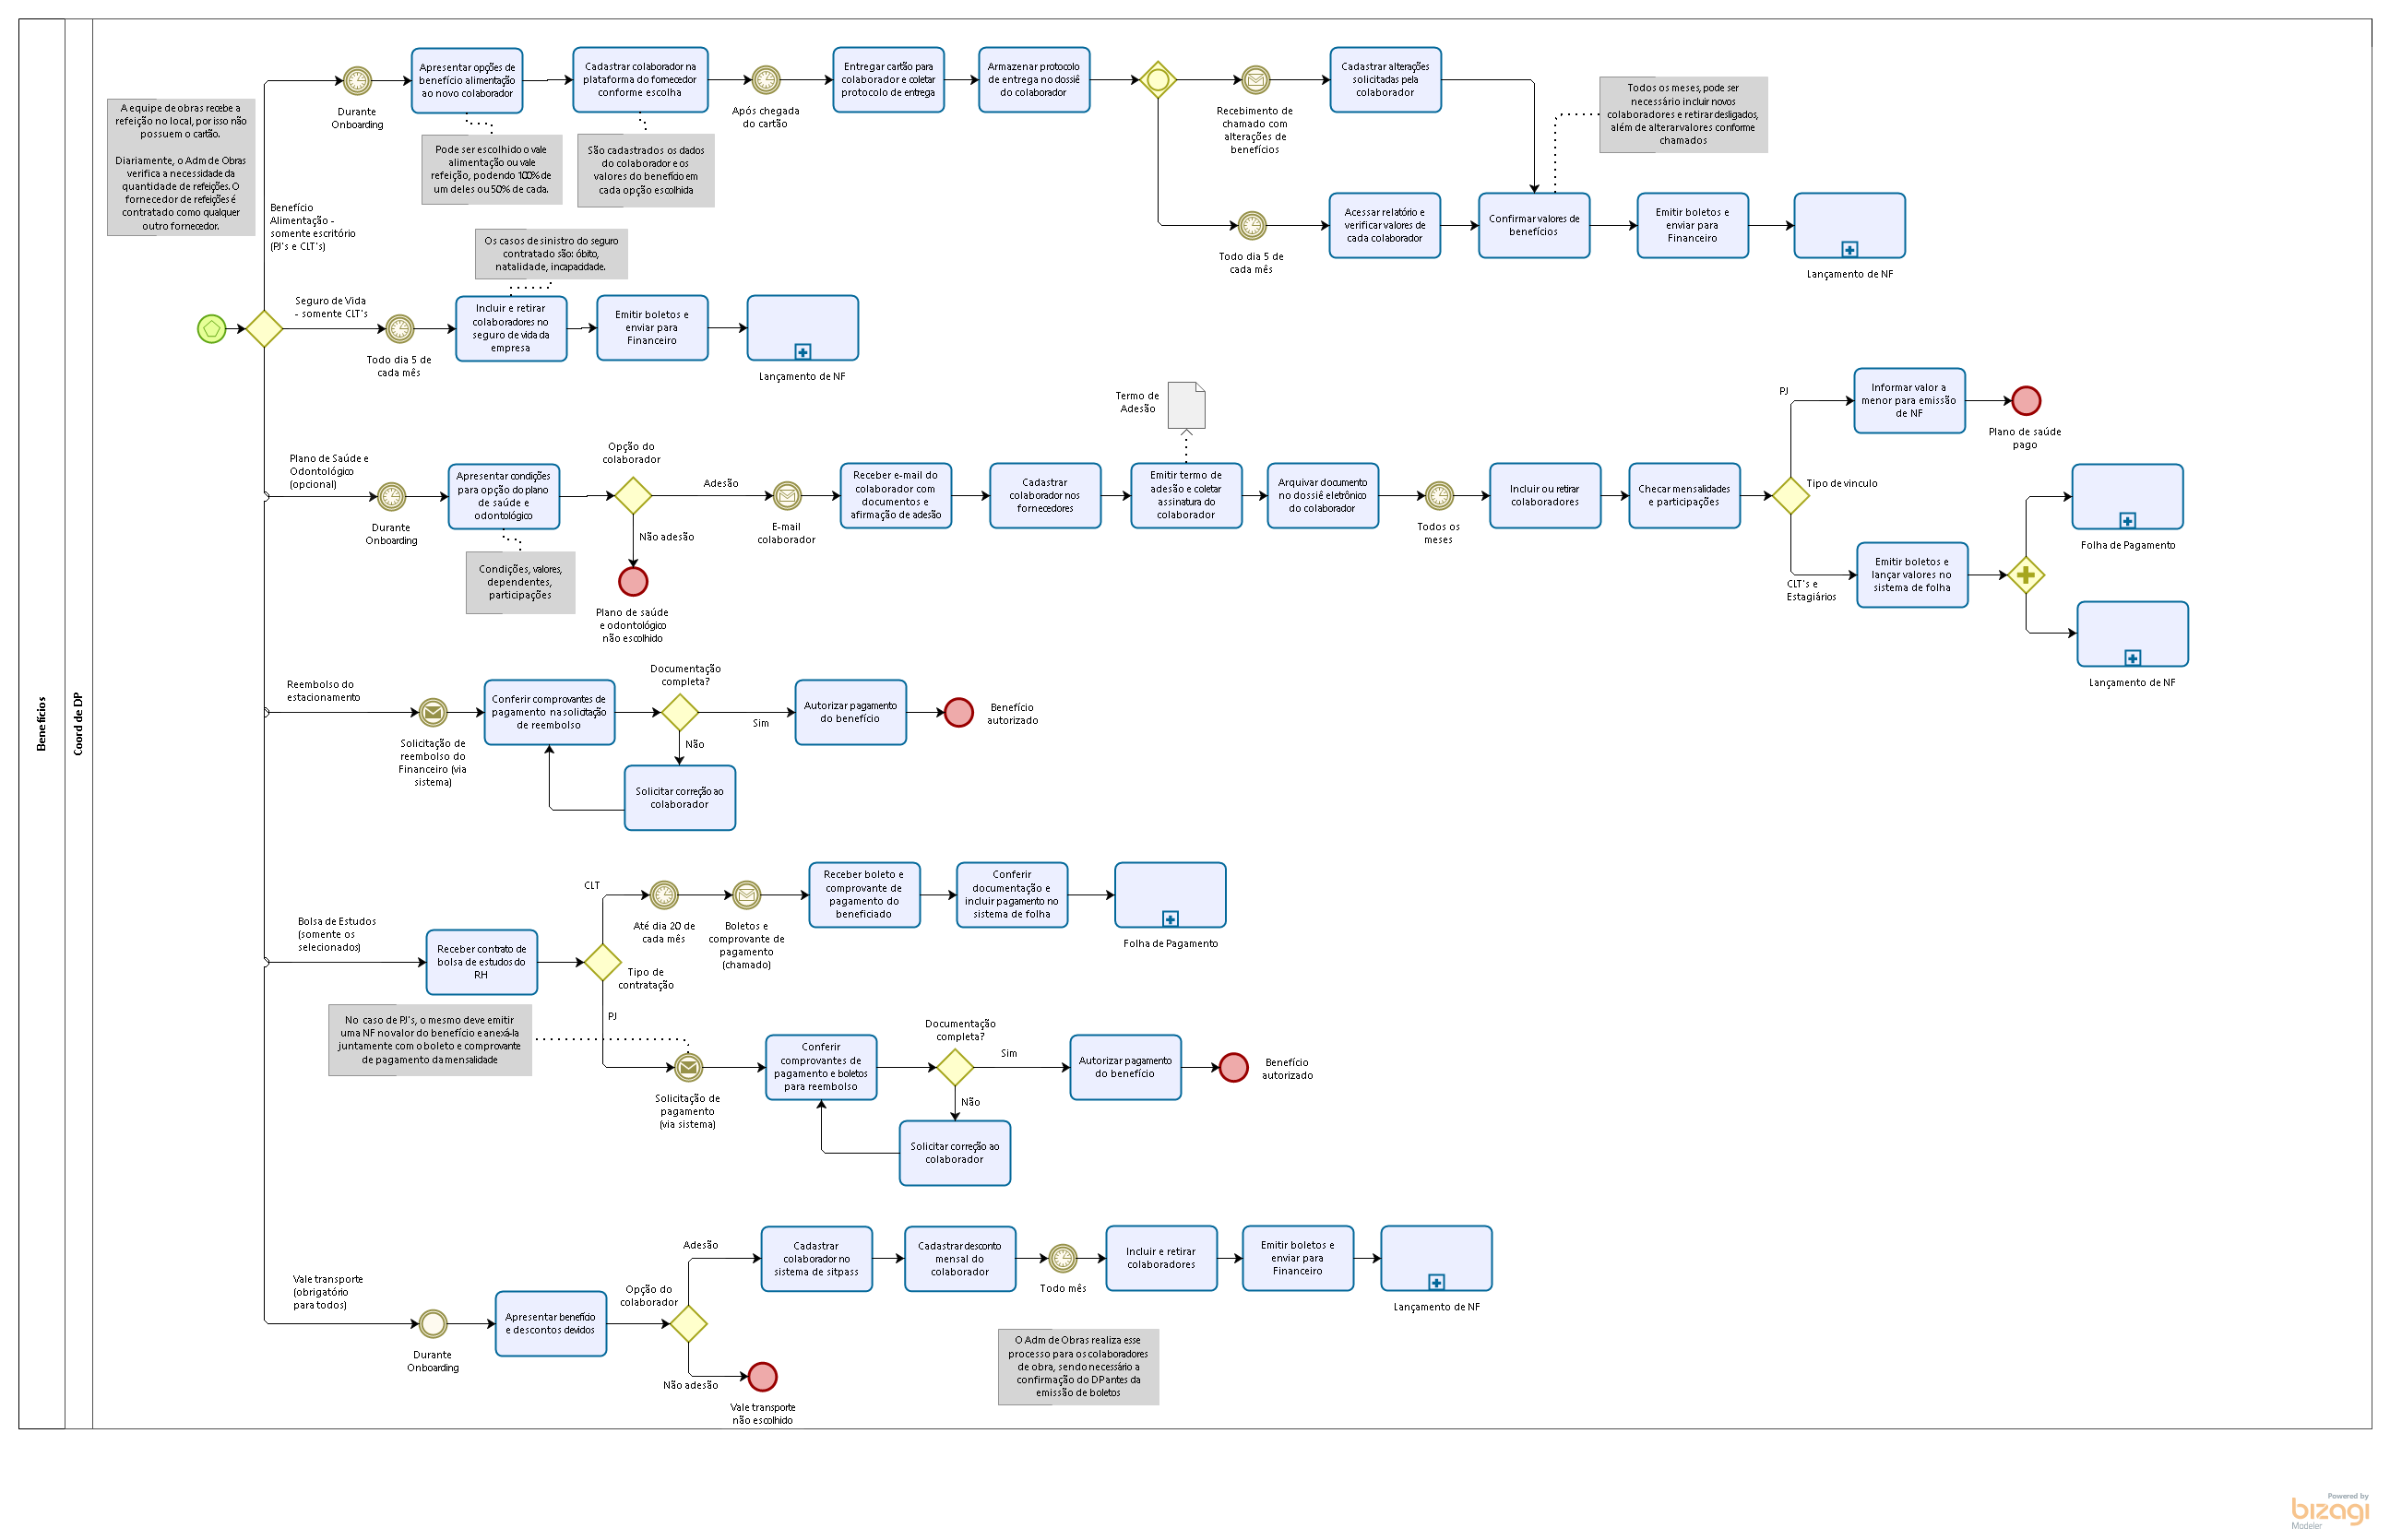 Benefícios
Coord de DP
A equipe de obras recebe a
refeição no local, por isso não
possuem o cartão.
Diariamente, o Adm de Obras
verifica a necessidade da
quantidade de refeições. O
fornecedor de refeições é
contratado como qualquer
outro fornecedor.
Benefício
Alimentação -
somente escritório
(PJ's e CLT's)
Durante
Onboarding
Apresentar opções de
benefício alimentação
ao novo colaborador
Pode ser escolhido o vale
alimentação ou vale
refeição, podendo 100% de
um deles ou 50% de cada.
Cadastrar colaborador na
plataforma do fornecedor
conforme escolha
São cadastrados os dados
do colaborador e os
valores do benefício em
cada opção escolhida
Após chegada
do cartão
Entregar cartão para
colaborador e coletar
protocolo de entrega
Armazenar protocolo
de entrega no dossiê
do colaborador
Recebimento de
chamado com
alterações de
benefícios
Cadastrar alterações
solicitadas pela
colaborador
Todos os meses, pode ser
necessário incluir novos
colaboradores e retirar desligados,
além de alterar valores conforme
chamados
Todo dia 5 de
cada mês
Acessar relatório e
verificar valores de
cada colaborador
Confirmar valores de
benefícios
Emitir boletos e
enviar para
Financeiro
Lançamento de NF
Seguro de Vida
- somente CLT's
Todo dia 5 de
cada mês
Os casos de sinistro do seguro
contratado são: óbito,
natalidade, incapacidade.
Incluir e retirar
colaboradores no
seguro de vida da
empresa
Emitir boletos e
enviar para
Financeiro
Lançamento de NF
Plano de Saúde e
Odontológico
(opcional)
Durante
Onboarding
Apresentar condições
para opção do plano
de saúde e
odontológico
Condições, valores,
dependentes,
participações
Opção do
colaborador
Adesão
Não adesão
Plano de saúde
e odontológico
não escolhido
E-mail
colaborador
Receber e-mail do
colaborador com
documentos e
afirmação de adesão
Cadastrar
colaborador nos
fornecedores
Termo de
Adesão
Emitir termo de
adesão e coletar
assinatura do
colaborador
Arquivar documento
no dossiê eletrônico
do colaborador
Todos os
meses
Incluir ou retirar
colaboradores
Checar mensalidades
e participações
Tipo de vinculo
PJ
Informar valor a
menor para emissão
de NF
Plano de saúde
pago
CLT's e
Estagiários
Emitir boletos e
lançar valores no
sistema de folha
Folha de Pagamento
Lançamento de NF
Reembolso do
estacionamento
Solicitação de
reembolso do
Financeiro (via
sistema)
Conferir comprovantes de
pagamento na solicitação
de reembolso
Documentação
completa?
Sim
Não
Solicitar correção ao
colaborador
Autorizar pagamento
do benefício
Benefício
autorizado
Bolsa de Estudos
(somente os
selecionados)
Receber contrato de
bolsa de estudos do
RH
Tipo de
contratação
CLT
Até dia 20 de
cada mês
Boletos e
comprovante de
pagamento
(chamado)
Receber boleto e
comprovante de
pagamento do
beneficiado
Conferir
documentação e
incluir pagamento no
sistema de folha
Folha de Pagamento
PJ
No caso de PJ's, o mesmo deve emitir
uma NF no valor do benefício e anexá-la
juntamente com o boleto e comprovante
de pagamento da mensalidade
Solicitação de
pagamento
(via sistema)
Conferir
comprovantes de
pagamento e boletos
para reembolso
Documentação
completa?
Sim
Não
Solicitar correção ao
colaborador
Autorizar pagamento
do benefício
Benefício
autorizado
Vale transporte
(obrigatório
para todos)
Durante
Onboarding
Apresentar benefício
e descontos devidos
Opção do
colaborador
Adesão
Não adesão
Vale transporte
não escolhido
Cadastrar
colaborador no
sistema de sitpass
Cadastrar desconto
mensal do
colaborador
Todo mês
Incluir e retirar
colaboradores
Emitir boletos e
enviar para
Financeiro
Lançamento de NF
O Adm de Obras realiza esse
processo para os colaboradores
de obra, sendo necessário a
confirmação do DP antes da
emissão de boletos
Powered by
bizagi
Modeler